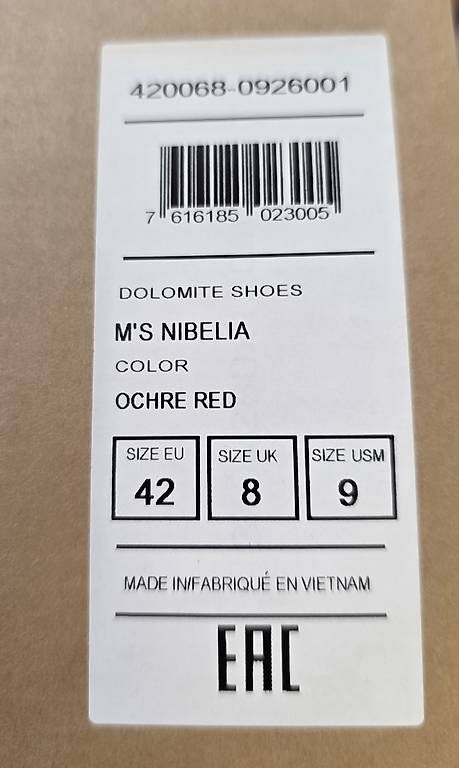 420068-0926001
7 616185 023005
DOLOMITE SHOES
M'S NIBELIA
COLOR
OCHRE RED
SIZE EU SIZE UK SIZE USM
42 8 9
MADE IN/FABRIQUÉ EN VIETNAM
EAC